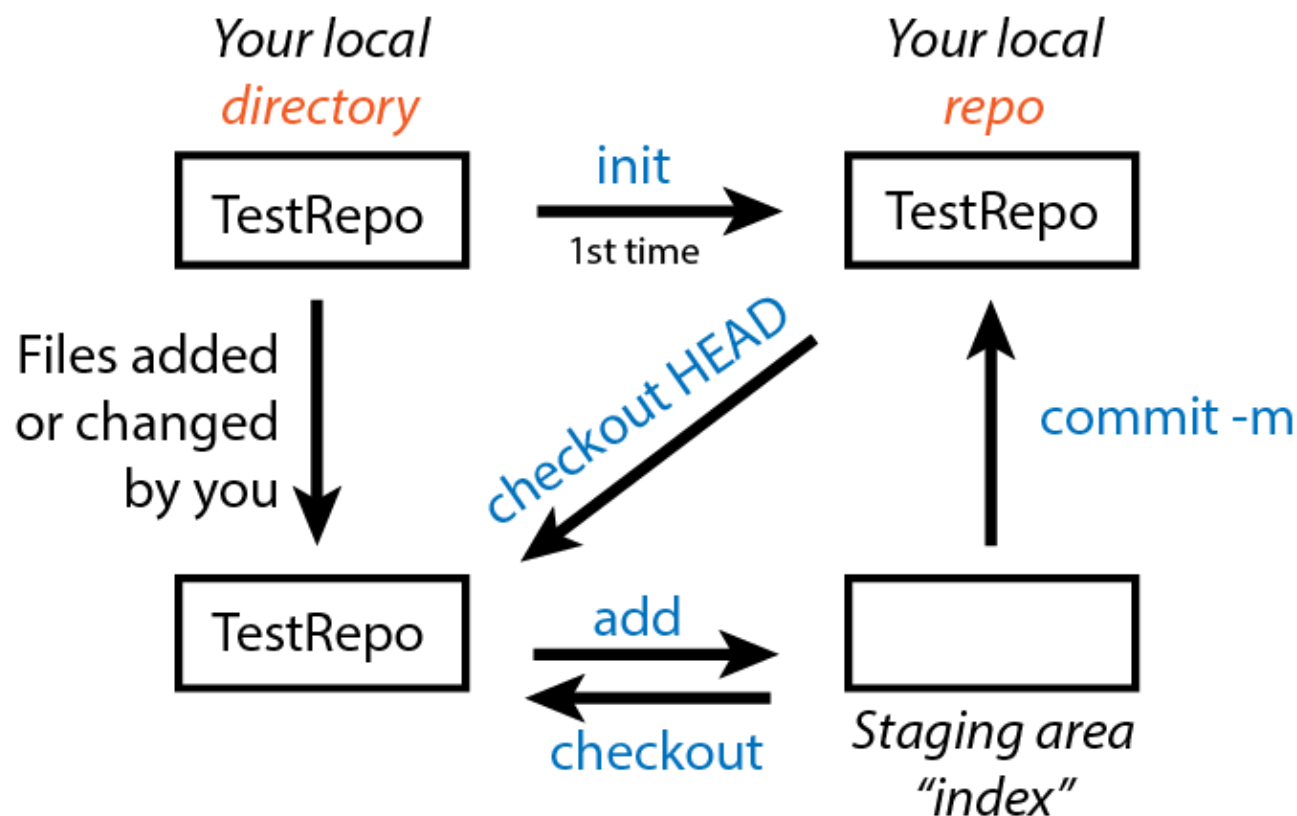 Your local
directory
Your local
repo
TestRepo
init
1st time
TestRepo
Files added
or changed
by you
checkout HEAD
commit -m
TestRepo
add
checkout
Staging area
“index”